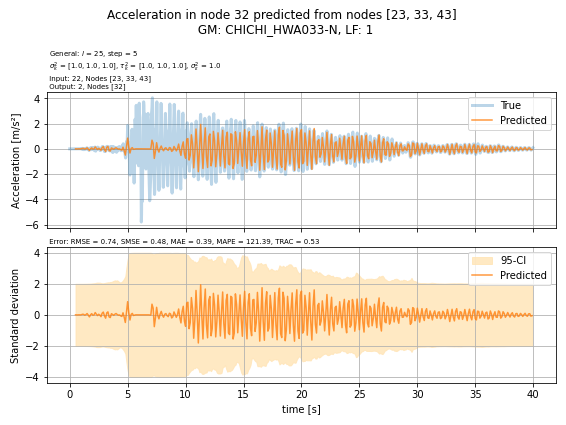 Acceleration in node 32 predicted from nodes [23, 33, 43]
GM: CHICHI_HWA033-N, LF: 1
General: l = 25, step = 5
σ_f² = [1.0, 1.0, 1.0], τ_f² = [1.0, 1.0, 1.0], σ_ε² = 1.0
Input: 22, Nodes [23, 33, 43]
Output: 2, Nodes [32]
Acceleration [m/s²]
4
2
0
−2
−4
−6
True
Predicted
Error: RMSE = 0.74, SMSE = 0.48, MAE = 0.39, MAPE = 121.39, TRAC = 0.53
Standard deviation
4
2
0
−2
−4
95-CI
Predicted
0 5 10 15 20 25 30 35 40
time [s]